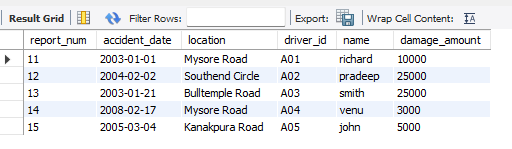 Result Grid Filter Rows: Export: Wrap Cell Content:
report_num accident_date location driver_id name damage_amount
11 2003-01-01 Mysore Road A01 richard 10000
12 2004-02-02 Southend Circle A02 pradeep 25000
13 2003-01-21 Bulltemple Road A03 smith 25000
14 2008-02-17 Mysore Road A04 venu 3000
15 2005-03-04 Kanakpura Road A05 john 5000